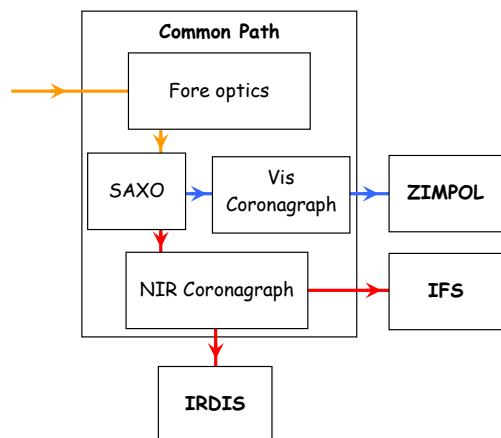 Common Path
Fore optics
SAXO
Vis
Coronagraph
ZIMPOL
NIR Coronagraph
IFS
IRDIS